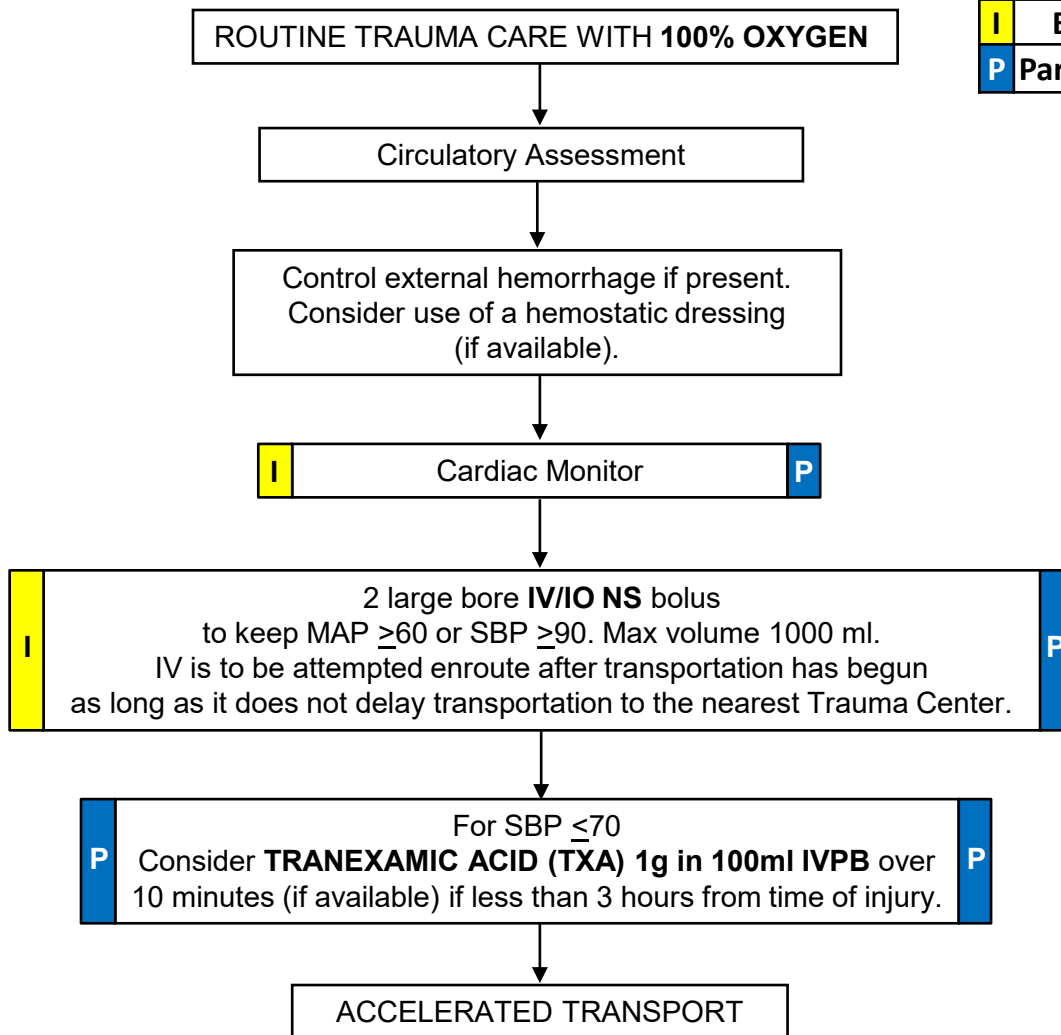 ROUTINE TRAUMA CARE WITH 100% OXYGEN
I
P
Circulatory Assessment
Control external hemorrhage if present.
Consider use of a hemostatic dressing
(if available).
I Cardiac Monitor P
2 large bore IV/IO NS bolus
to keep MAP ≥60 or SBP ≥90. Max volume 1000 ml.
I P
IV is to be attempted enroute after transportation has begun
as long as it does not delay transportation to the nearest Trauma Center.
For SBP ≤70
P Consider TRANEXAMIC ACID (TXA) 1g in 100ml IVPB over P
10 minutes (if available) if less than 3 hours from time of injury.
ACCELERATED TRANSPORT